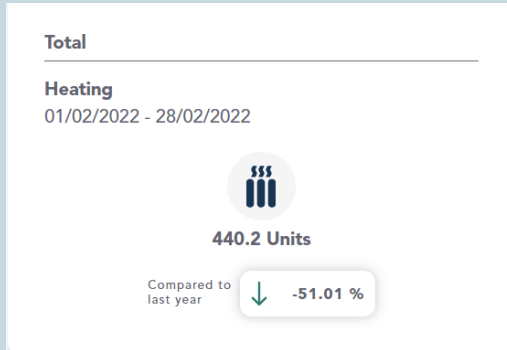 Total
Heating
01/02/2022 - 28/02/2022
440.2 Units
Compared to
last year
-51.01 %